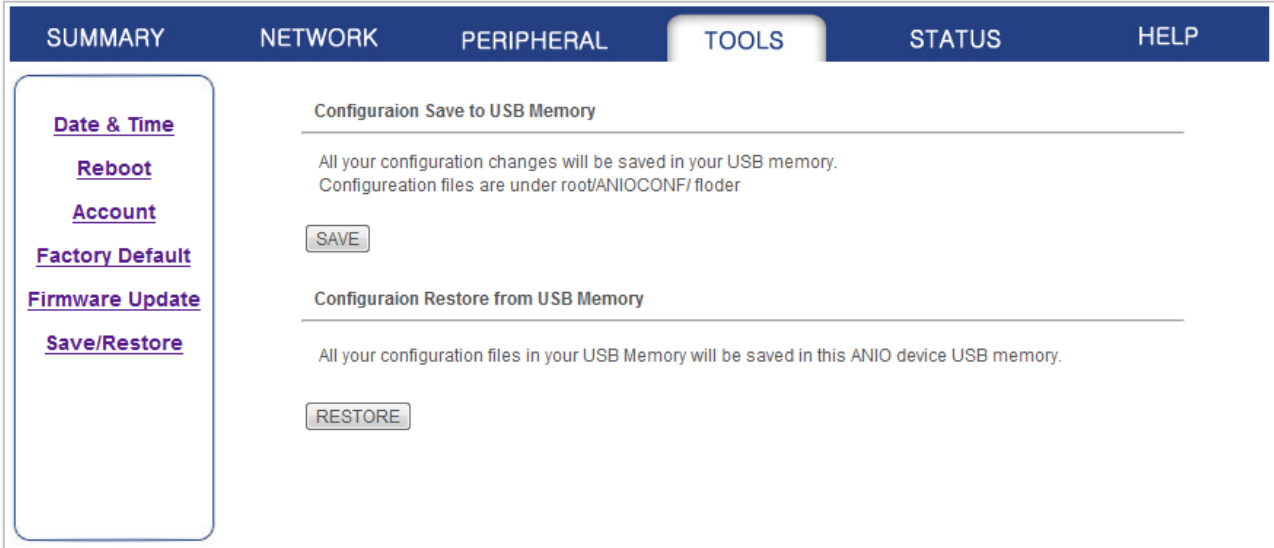 SUMMARY NETWORK PERIPHERAL TOOLS STATUS HELP
Date & Time
Reboot
Account
Factory Default
Firmware Update
Save/Restore
Configuraion Save to USB Memory
All your configuration changes will be saved in your USB memory.
Configureation files are under root/ANIOCONF/ floder
SAVE
Configuraion Restore from USB Memory
All your configuration files in your USB Memory will be saved in this ANIO device USB memory.
RESTORE